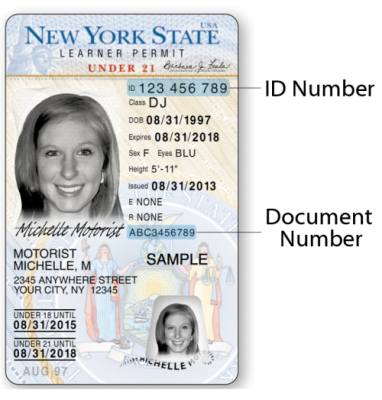 USA
NEW YORK STATE
LEARNER PERMIT
UNDER 21
ID 123 456 789
ID Number
Class DJ
DOB 08/31/1997
Expires 08/31/2018
Sex F Eyes BLU
Height 5'-11"
Issued 08/31/2013
E NONE
R NONE
Michelle Motorist
ABC3456789
Document
Number
MOTORIST
MICHELLE, M
SAMPLE
2345 ANYWHERE STREET
YOUR CITY, NY 12345
UNDER 18 UNTIL
08/31/2015
UNDER 21 UNTIL
08/31/2018
AUG 97